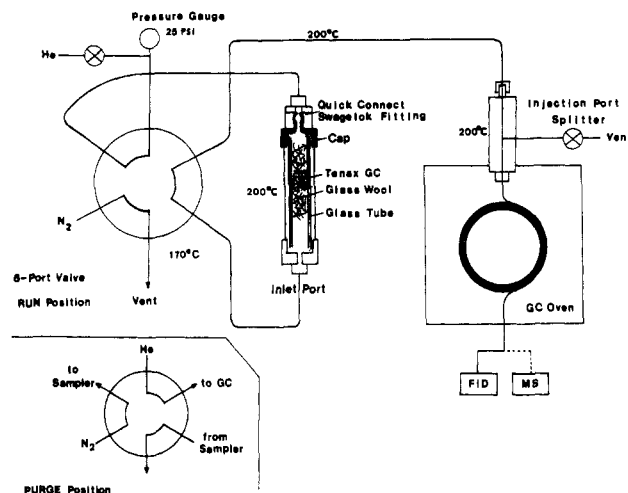 Pressure Gauge
25 PSI
He
200°C
Quick Connect
Swagelok Fitting
Cap
Tenax GC
Glass Wool
200°C
Glass Tube
Inlet Port
N2
170°C
6-Port Valve
RUN Position
Vent
Injection Port
Splitter
200°C
Ven
GC Oven
FID
MS
He
to
Sampler
to GC
N2
from
Sampler
PURGE Position